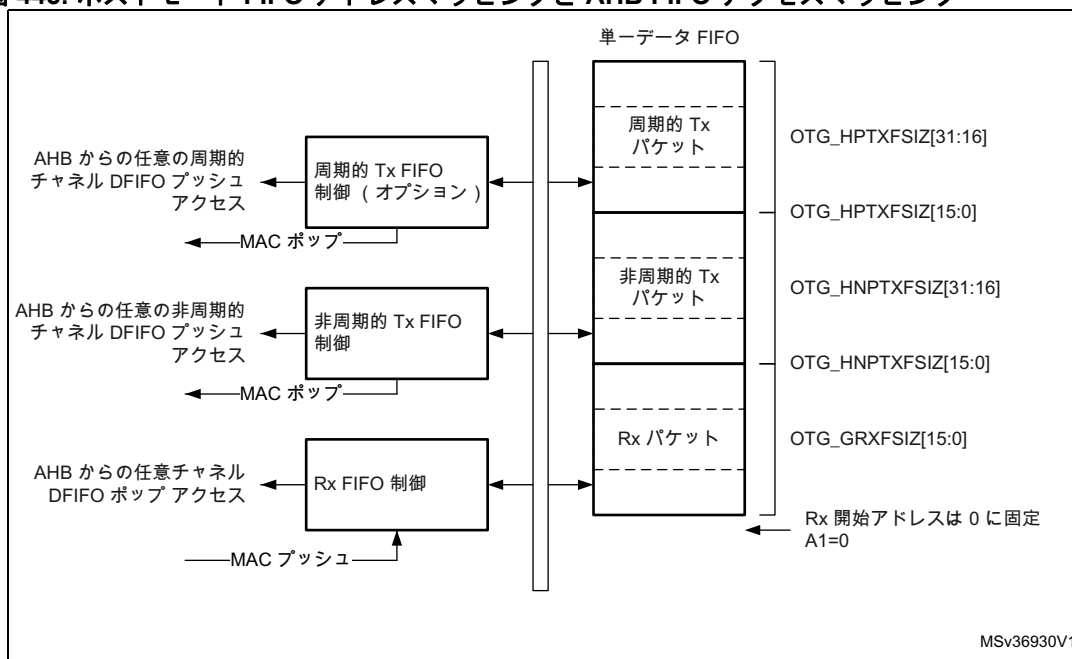 単一データ FIFO
周期的 Tx
パケット
OTG_HPTXFSIZ[31:16]
AHB からの任意の周期的
チャネル DFIFO プッシュ
アクセス
周期的 Tx FIFO
制御 ( オプション )
MAC ポップ
OTG_HPTXFSIZ[15:0]
非周期的 Tx
パケット
OTG_HNPTXFSIZ[31:16]
AHB からの任意の非周期的
チャネル DFIFO プッシュ
アクセス
非周期的 Tx FIFO
制御
MAC ポップ
OTG_HNPTXFSIZ[15:0]
Rx パケット
OTG_GRXFSIZ[15:0]
AHB からの任意チャネル
DFIFO ポップ アクセス
Rx FIFO 制御
MAC プッシュ
Rx 開始アドレスは 0 に固定
A1=0
MSv36930V1